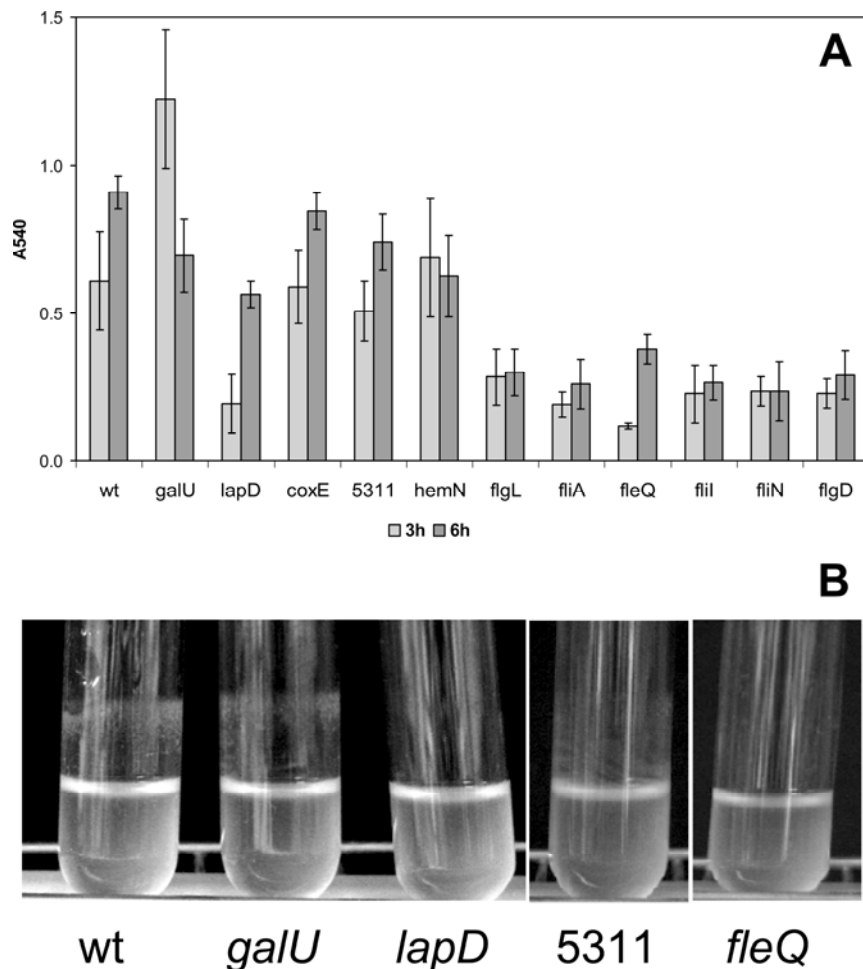 A
1.5
1.0
0.5
0.0
A540
wt galU lapD coxE 5311 hemN flgL fliA fleQ fliI fliN flgD
3h 6h
B
wt galU lapD 5311 fleQ